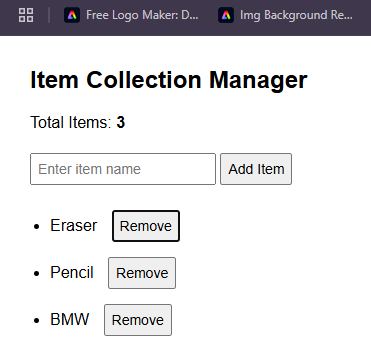 Free Logo Maker: D... Img Background Re...
Item Collection Manager
Total Items: 3
Enter item name Add Item
Eraser Remove
Pencil Remove
BMW Remove